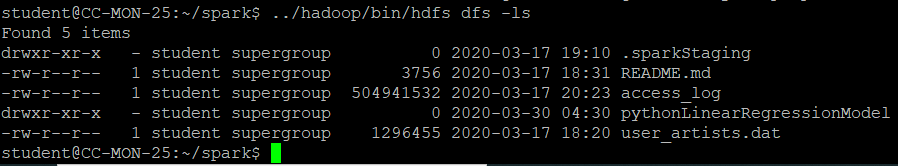 student@CC-MON-25:~/spark$ ../hadoop/bin/hdfs dfs -ls
Found 5 items
drwxr-xr-x   - student supergroup          0 2020-03-17 19:10 .sparkStaging
-rw-r--r--   1 student supergroup       3756 2020-03-17 18:31 README.md
-rw-r--r--   1 student supergroup  504941532 2020-03-17 20:23 access_log
drwxr-xr-x   - student supergroup          0 2020-03-30 04:30 pythonLinearRegressionModel
-rw-r--r--   1 student supergroup    1296455 2020-03-17 18:20 user_artists.dat
student@CC-MON-25:~/spark$